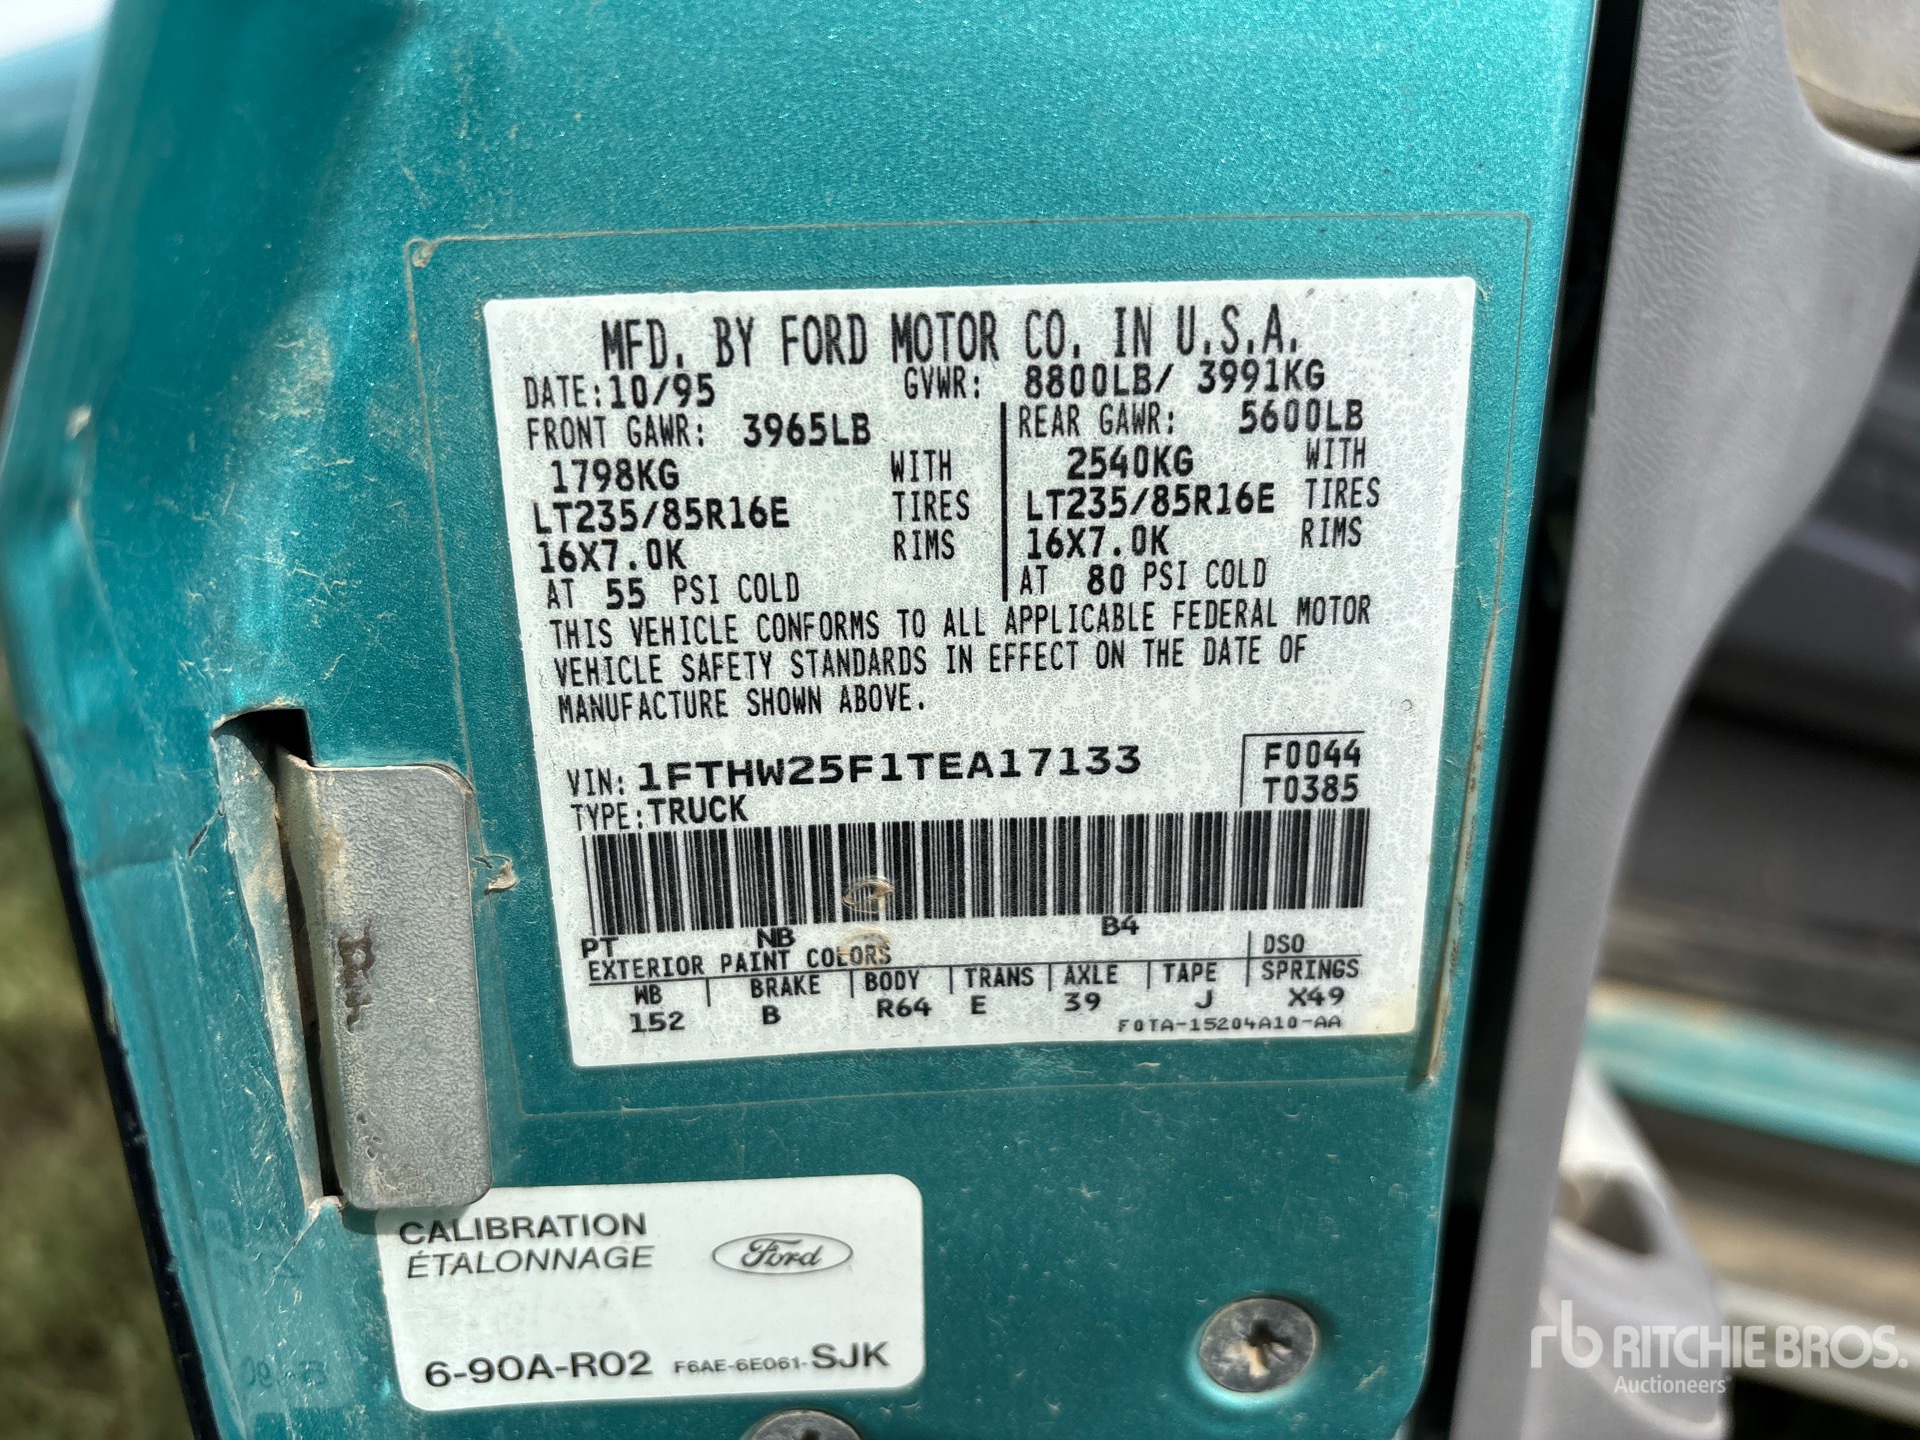 MFD. BY FORD MOTOR CO. IN U.S.A.
DATE: 10/95 GVWR: 8800LB/ 3991KG
FRONT GAWR: 3965LB REAR GAWR: 5600LB
1798KG WITH 2540KG WITH
LT235/85R16E TIRES LT235/85R16E TIRES
16X7.0K RIMS 16X7.0K RIMS
AT 55 PSI COLD AT 80 PSI COLD
THIS VEHICLE CONFORMS TO ALL APPLICABLE FEDERAL MOTOR
VEHICLE SAFETY STANDARDS IN EFFECT ON THE DATE OF
MANUFACTURE SHOWN ABOVE.
VIN: 1FTHW25F1TEA17133 F0044
TYPE: TRUCK T0385
PT NB B4
EXTERIOR PAINT COLORS DSO
WB BRAKE BODY TRANS AXLE TAPE SPRINGS
152 B R64 E 39 J X49
F0TA-15204A10-AA
CALIBRATION
ÉTALONNAGE
Ford
6-90A-R02 F6AE-6E061-SJK
rb RITCHIE BROS.
Auctioneers